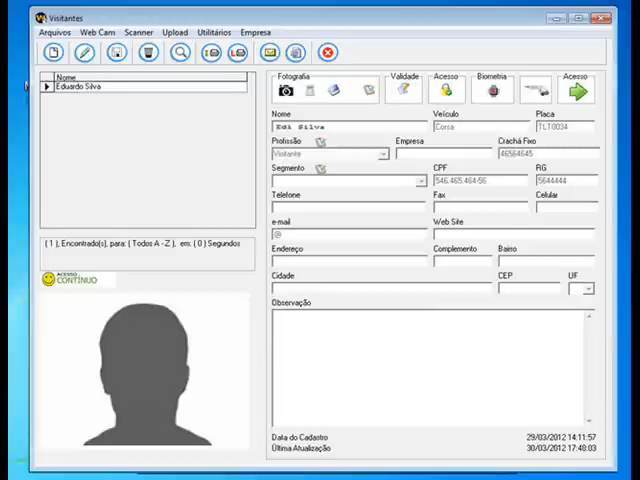 Visitantes
Arquivos Web Cam Scanner Upload Utilitários Empresa
Nome
Eduardo Silva
( 1 ), Encontrado(s), para: ( Todos A - Z ), em: ( 0 ) Segundos
ACESSO
CONTÍNUO
Fotografia Validade Acesso Biometria Acesso
Nome Veículo Placa
Edi Silva Corsa TLT0034
Profissão Empresa Crachá Fixo
Visitante 46564645
Segmento CPF RG
546.465.464-56 5644444
Telefone Fax Celular
e-mail Web Site
@
Endereço Complemento Bairro
Cidade CEP UF
Observação
Data do Cadastro 29/03/2012 14:11:57
Última Atualização 30/03/2012 17:48:03